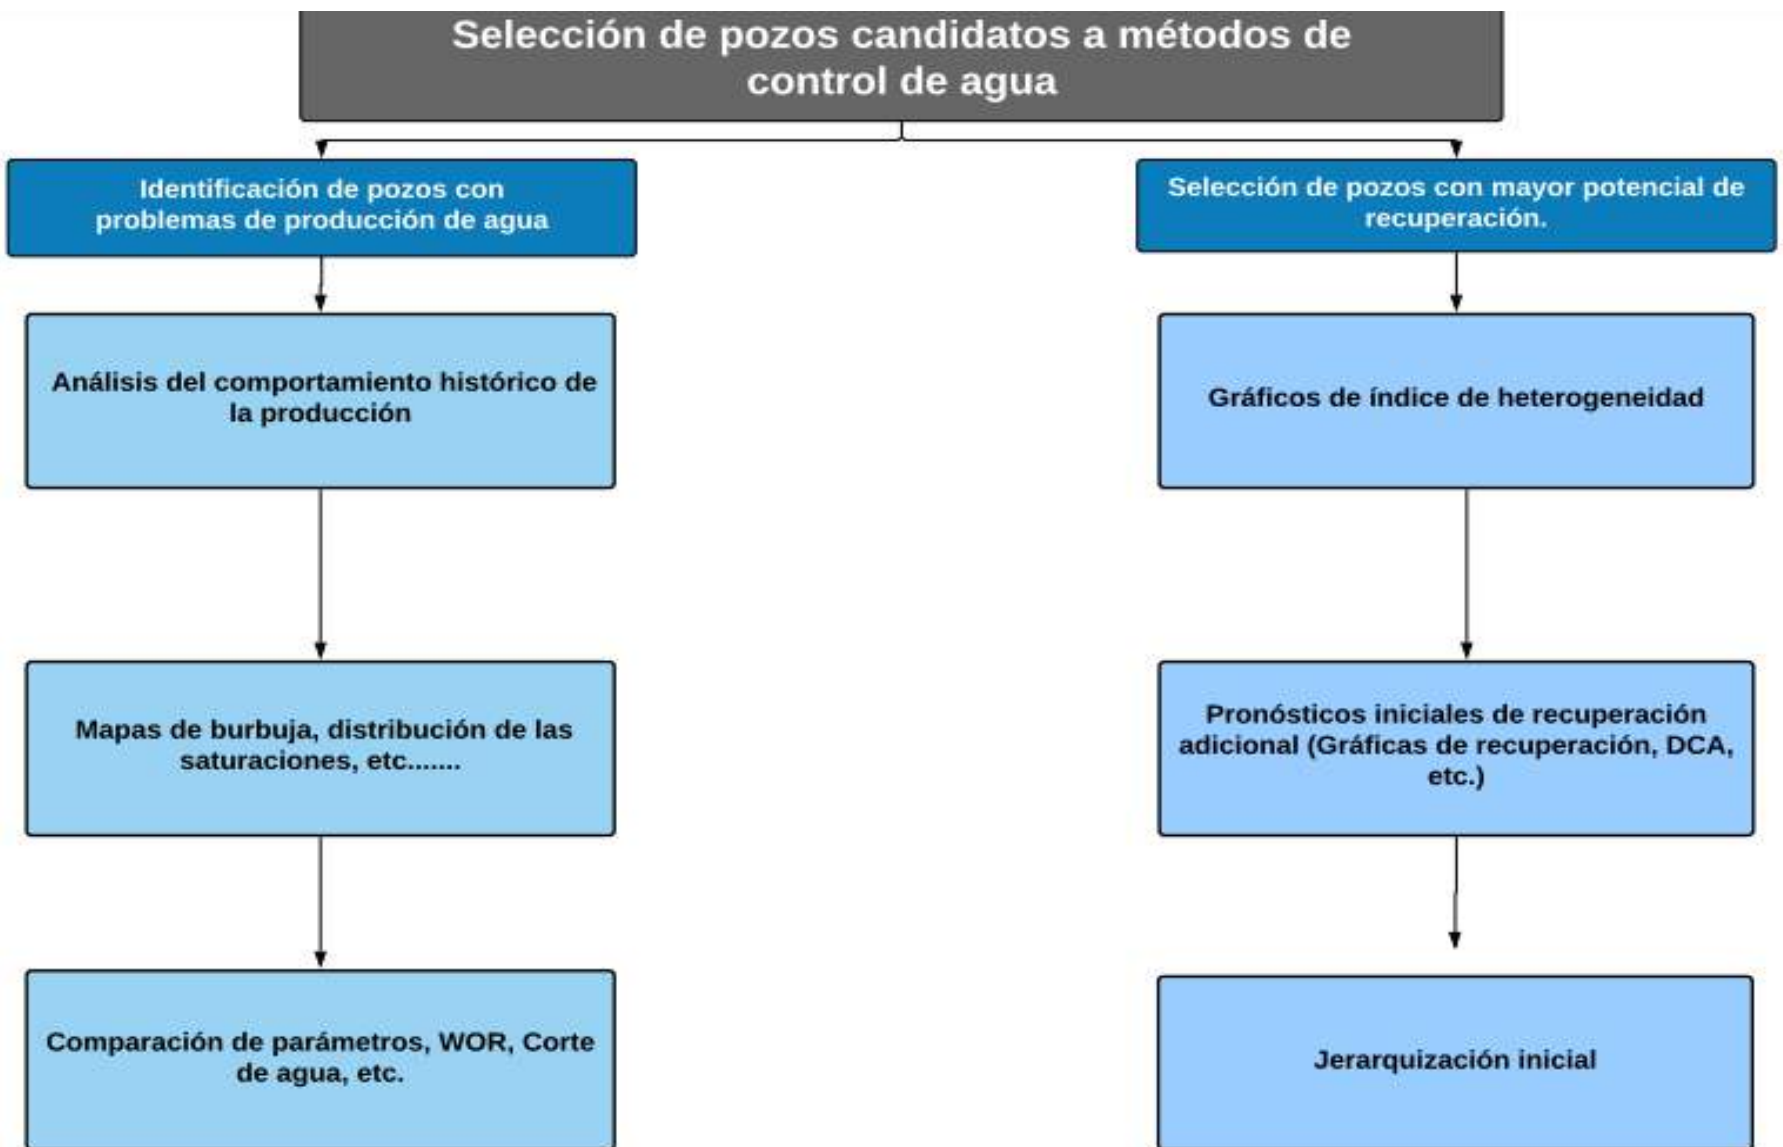 Selección de pozos candidatos a métodos de
control de agua
Identificación de pozos con
problemas de producción de agua
Análisis del comportamiento histórico de
la producción
Mapas de burbuja, distribución de las
saturaciones, etc.......
Comparación de parámetros, WOR, Corte
de agua, etc.
Selección de pozos con mayor potencial de
recuperación.
Gráficos de índice de heterogeneidad
Pronósticos iniciales de recuperación
adicional (Gráficas de recuperación, DCA,
etc.)
Jerarquización inicial